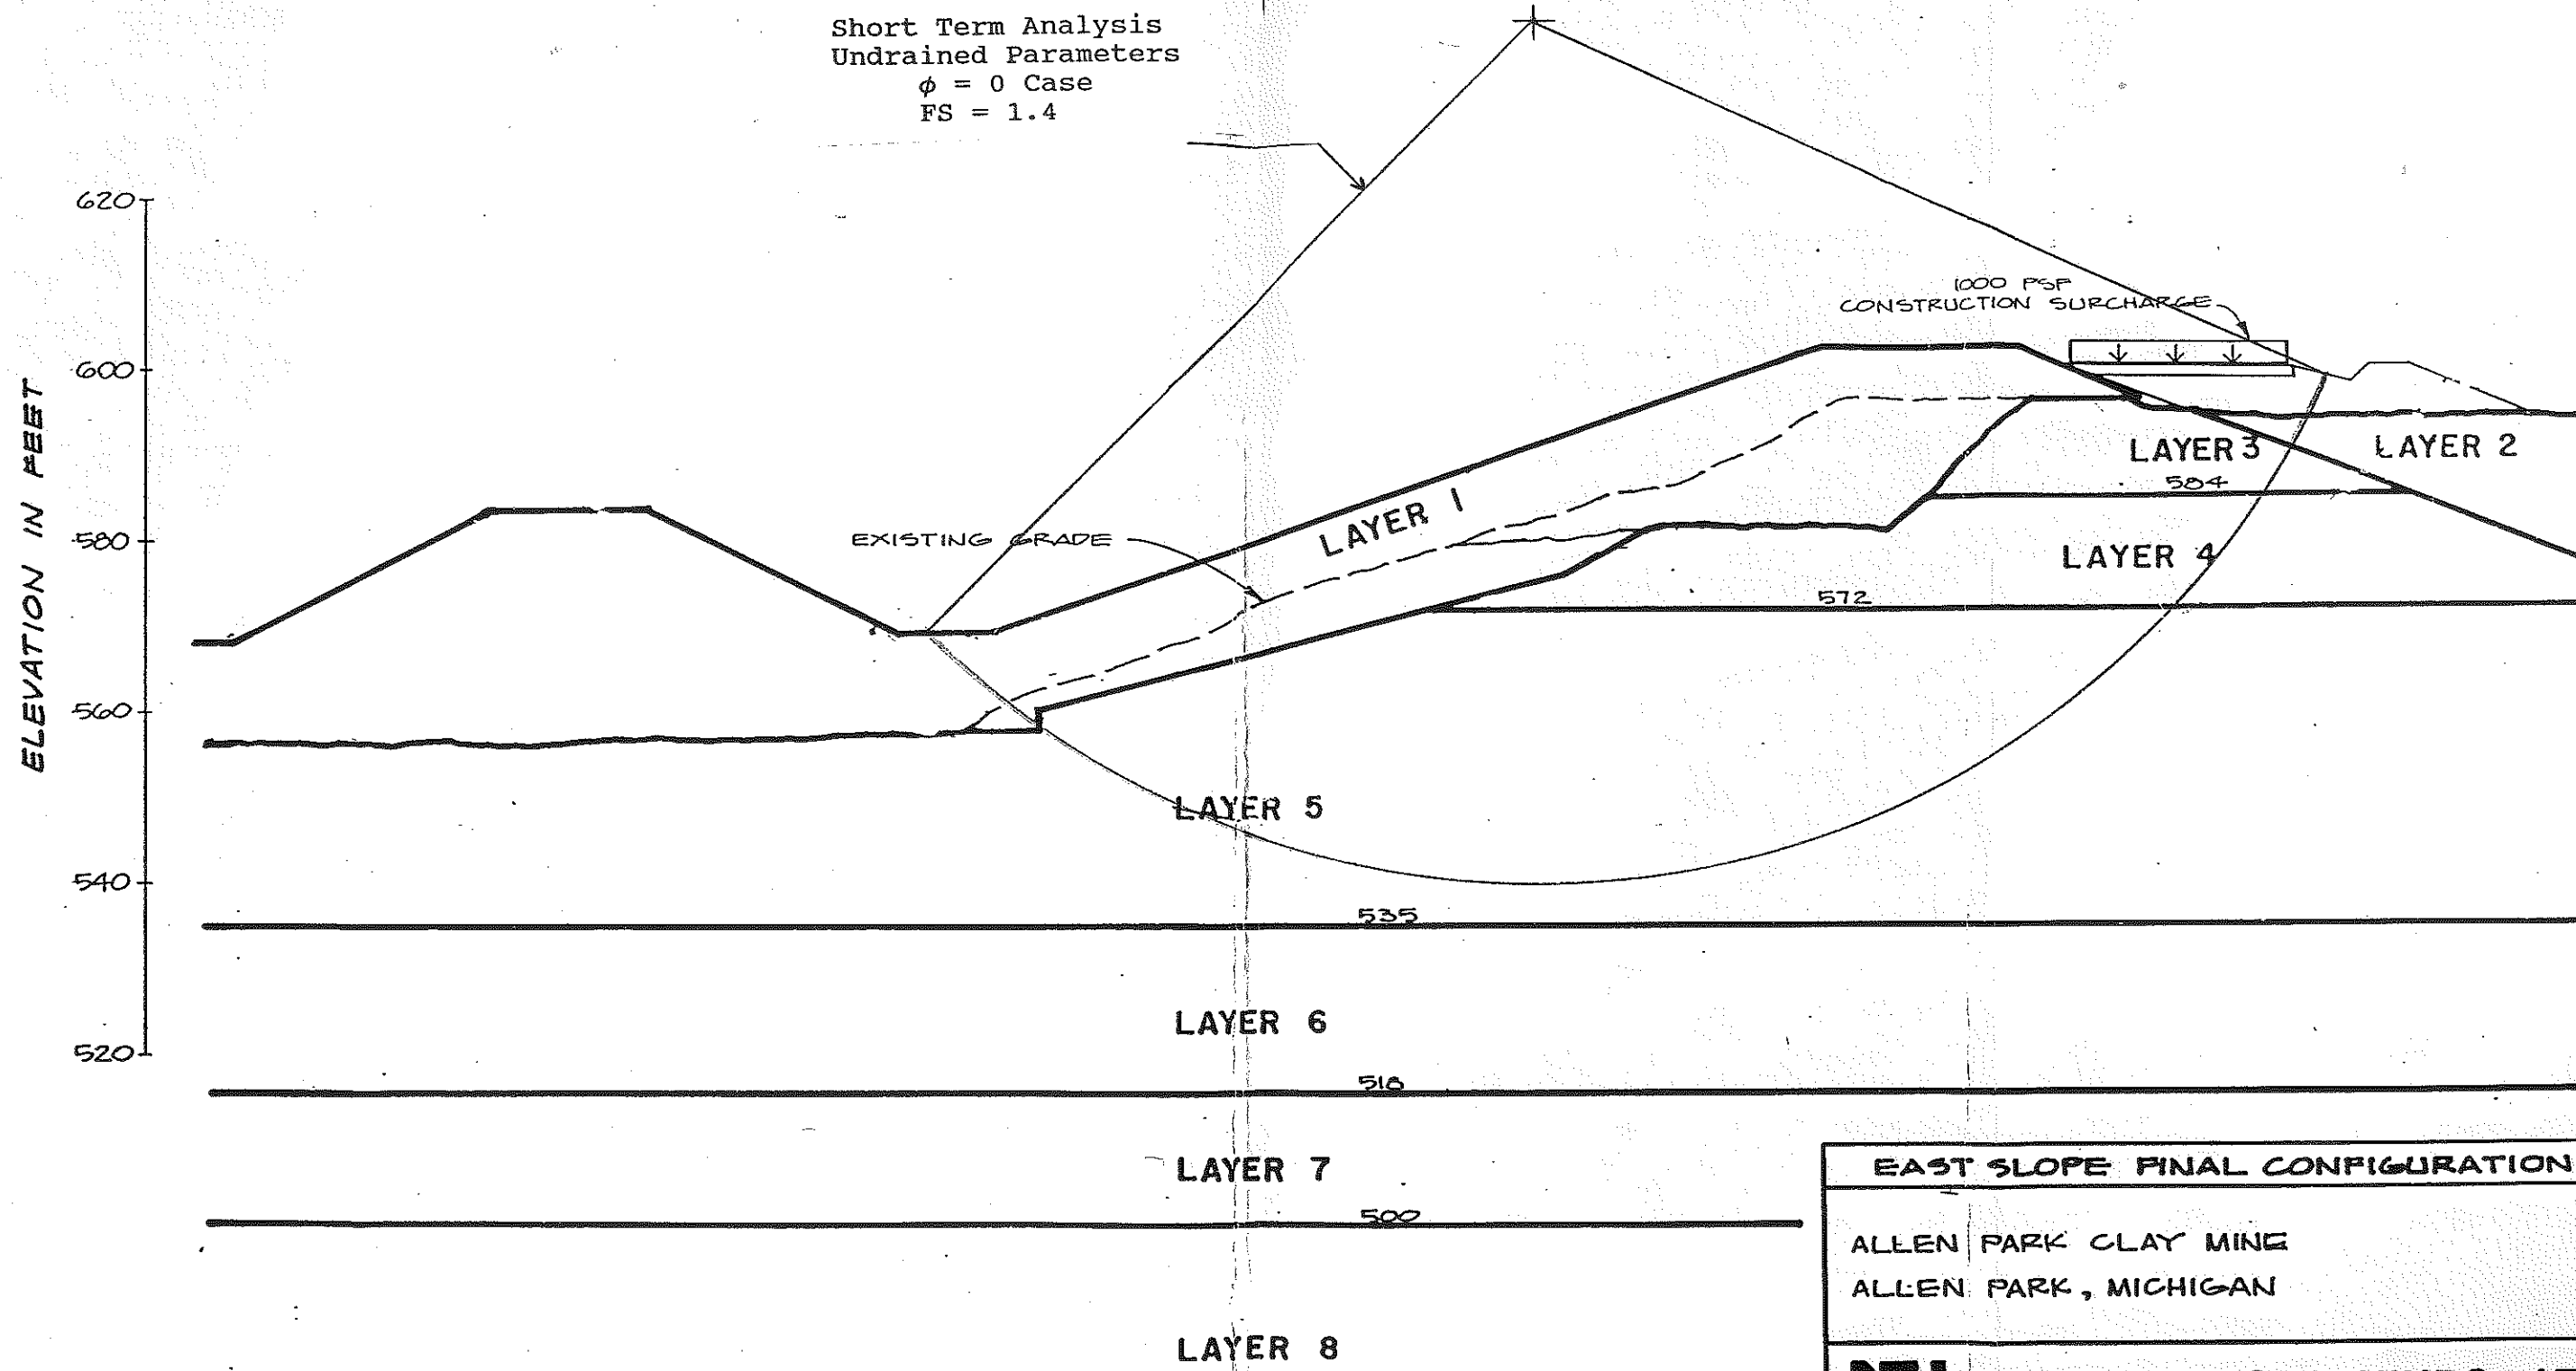 Short Term Analysis
Undrained Parameters
φ = 0 Case
FS = 1.4
620
600
580
560
540
520
ELEVATION IN FEET
1000 PSF
CONSTRUCTION SURCHARGE
EXISTING GRADE
LAYER 1
LAYER 3
LAYER 2
584
LAYER 4
572
LAYER 5
535
LAYER 6
518
LAYER 7
500
LAYER 8
EAST SLOPE FINAL CONFIGURATION
ALLEN PARK CLAY MINE
ALLEN PARK, MICHIGAN